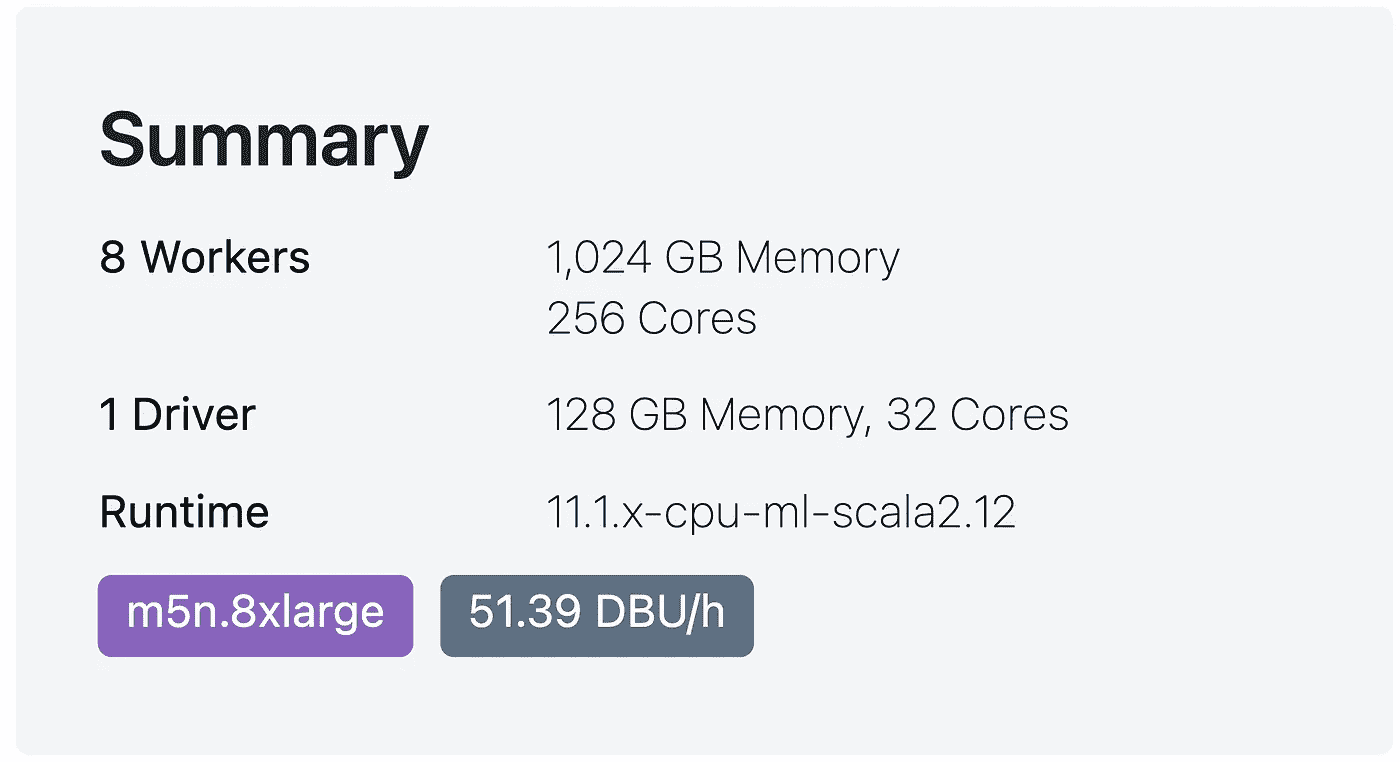 Summary
8 Workers 1,024 GB Memory
256 Cores
1 Driver 128 GB Memory, 32 Cores
Runtime 11.1.x-cpu-ml-scala2.12
m5n.8xlarge 51.39 DBU/h